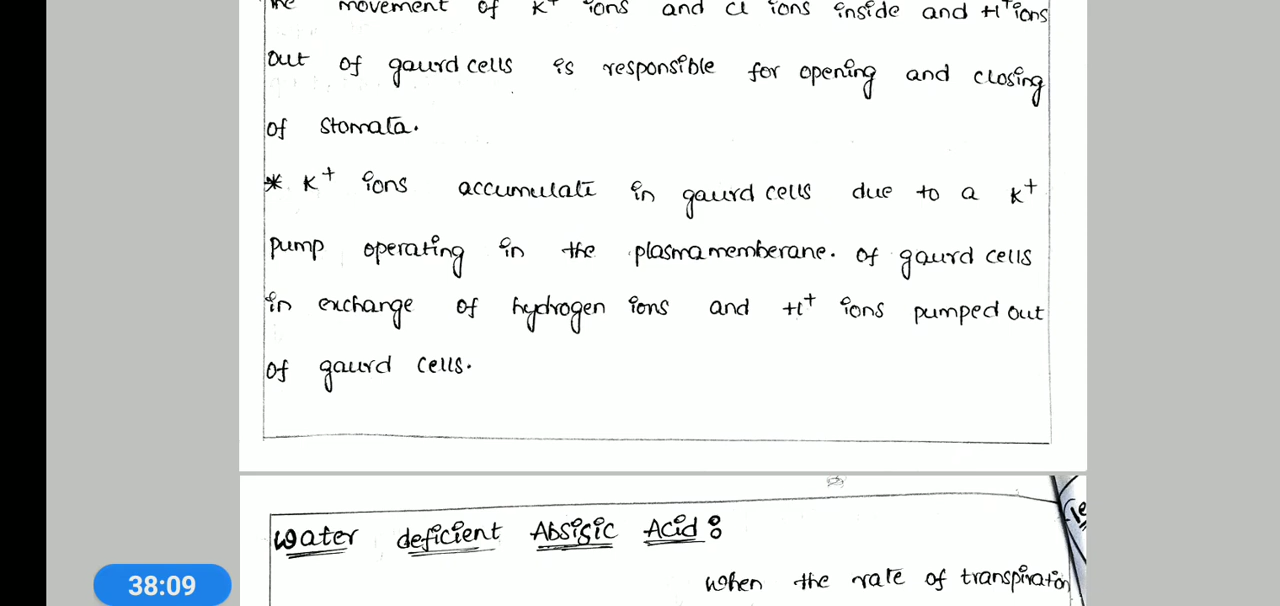 The movement of K+ ions and Cl ions inside and H+ ions
out of gaurd cells is responsible for opening and closing
of stomata.
* K+ ions accumulate in gaurd cells due to a K+
pump operating in the plasma memberane. of gaurd cells
in exchange of hydrogen ions and H+ ions pumped out
of gaurd cells.
Water deficient Absisic Acid :
When the rate of transpiration
38:09